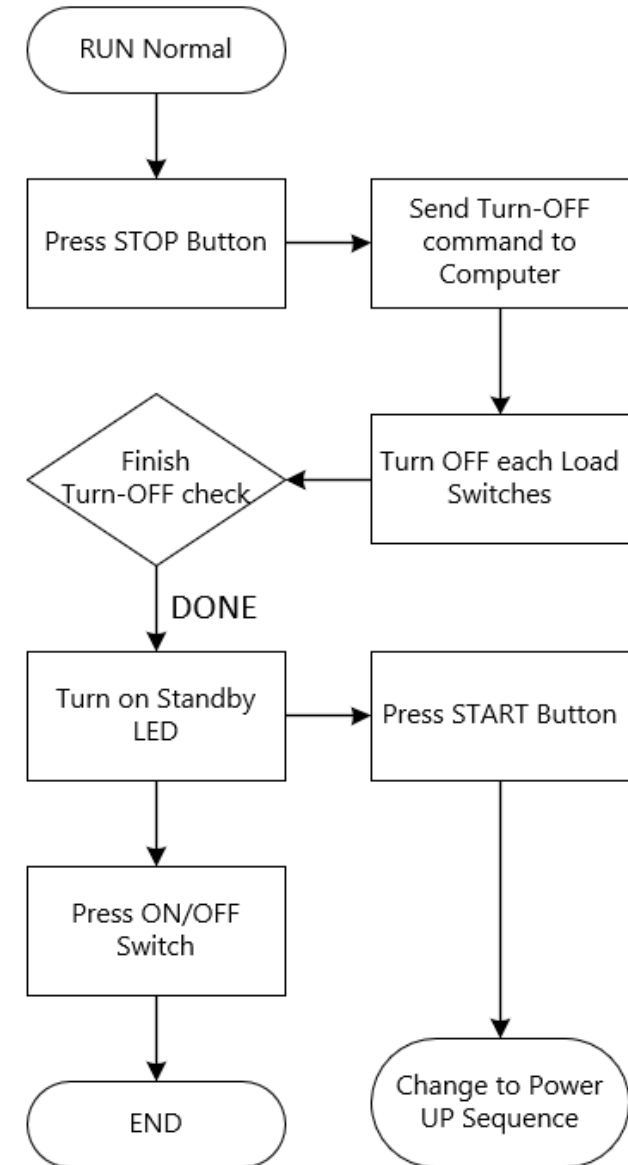 RUN Normal
Press STOP Button
Send Turn-OFF
command to
Computer
Turn OFF each Load
Switches
Finish
Turn-OFF check
DONE
Turn on Standby
LED
Press START Button
Press ON/OFF
Switch
END
Change to Power
UP Sequence